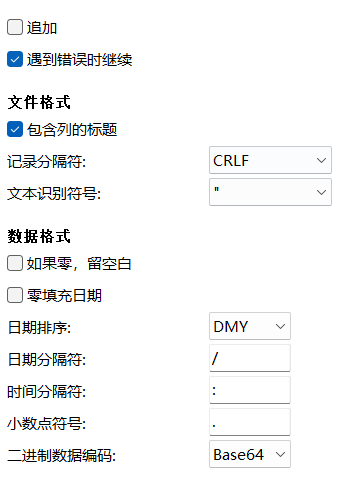 追加
遇到错误时继续
文件格式
包含列的标题
记录分隔符: CRLF
文本识别符号: "
数据格式
如果零，留空白
零填充日期
日期排序: DMY
日期分隔符: /
时间分隔符: :
小数点符号: .
二进制数据编码: Base64